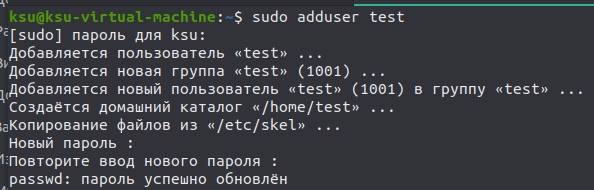 ksu@ksu-virtual-machine:~$ sudo adduser test
[sudo] пароль для ksu:
Добавляется пользователь «test» ...
Добавляется новая группа «test» (1001) ...
Добавляется новый пользователь «test» (1001) в группу «test» ...
Создаётся домашний каталог «/home/test» ...
Копирование файлов из «/etc/skel» ...
Новый пароль :
Повторите ввод нового пароля :
passwd: пароль успешно обновлён